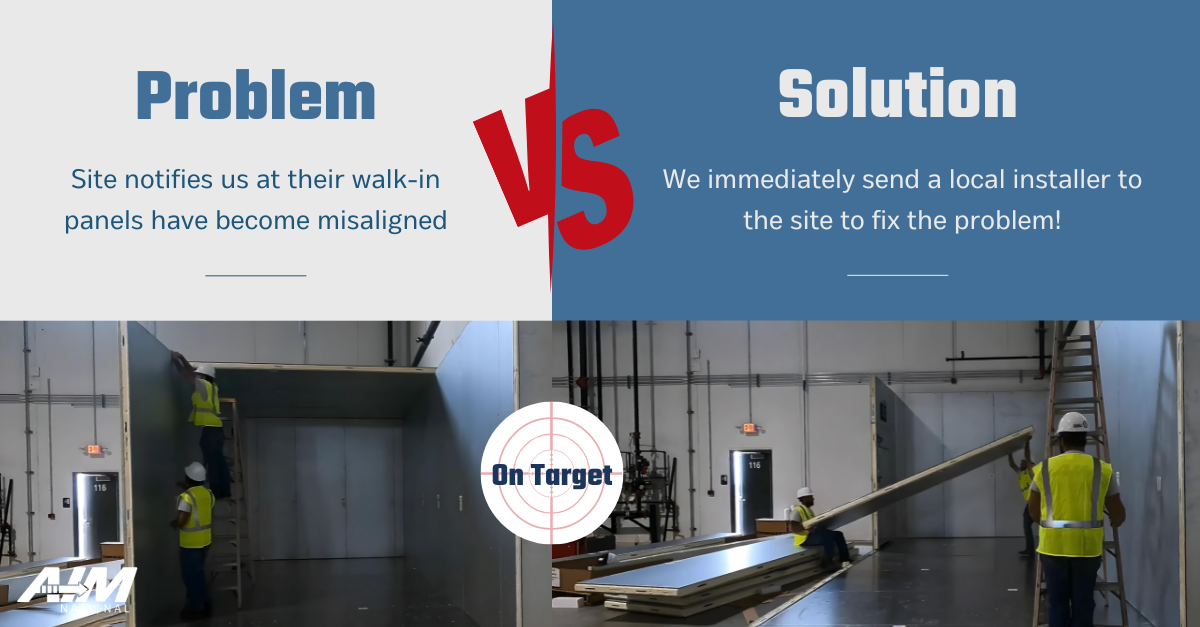 Problem
Site notifies us at their walk-in
panels have become misaligned
VS
Solution
We immediately send a local installer to
the site to fix the problem!
On Target
116
116
AIM
NATIONAL